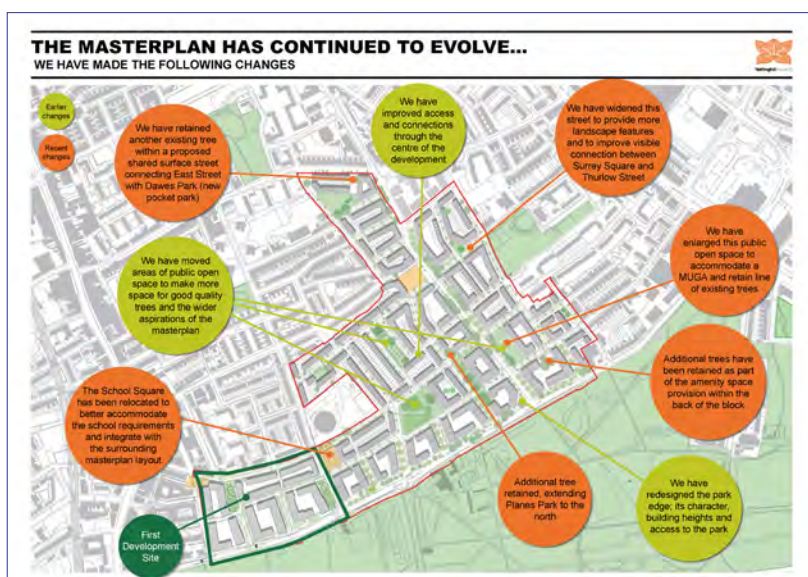 THE MASTERPLAN HAS CONTINUED TO EVOLVE...
WE HAVE MADE THE FOLLOWING CHANGES
Earlier
changes
Recent
changes
We have retained
another existing tree
within a proposed
shared surface street
connecting East Street
with Dawes Park (new
pocket park)
We have
improved access
and connections
through the
centre of the
development
We have widened this
street to provide more
landscape features
and to improve visible
connection between
Surrey Square and
Thurlow Street
We have moved
areas of public open
space to make more
space for good quality
trees and the wider
aspirations of the
masterplan
We have
enlarged this public
open space to
accommodate a
MUGA and retain line
of existing trees
Additional trees have
been retained as part
of the amenity space
provision within the
back of the block
The School Square
has been relocated to
better accommodate
the school requirements
and integrate with
the surrounding
masterplan layout
Additional tree
retained, extending
Planes Park to the
north
We have
redesigned the park
edge; its character,
building heights and
access to the park
First
Development
Site